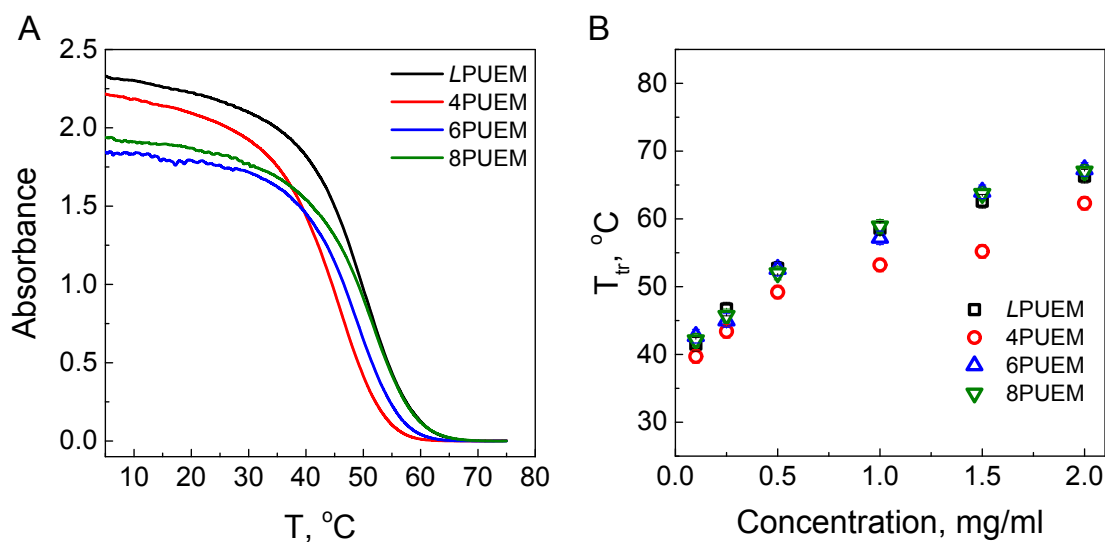 A
2.5
2.0
1.5
1.0
0.5
0.0
Absorbance
LPUEM
4PUEM
6PUEM
8PUEM
10 20 30 40 50 60 70 80
T, °C
B
80
70
60
50
40
30
T_tr, °C
LPUEM
4PUEM
6PUEM
8PUEM
0.0 0.5 1.0 1.5 2.0
Concentration, mg/ml